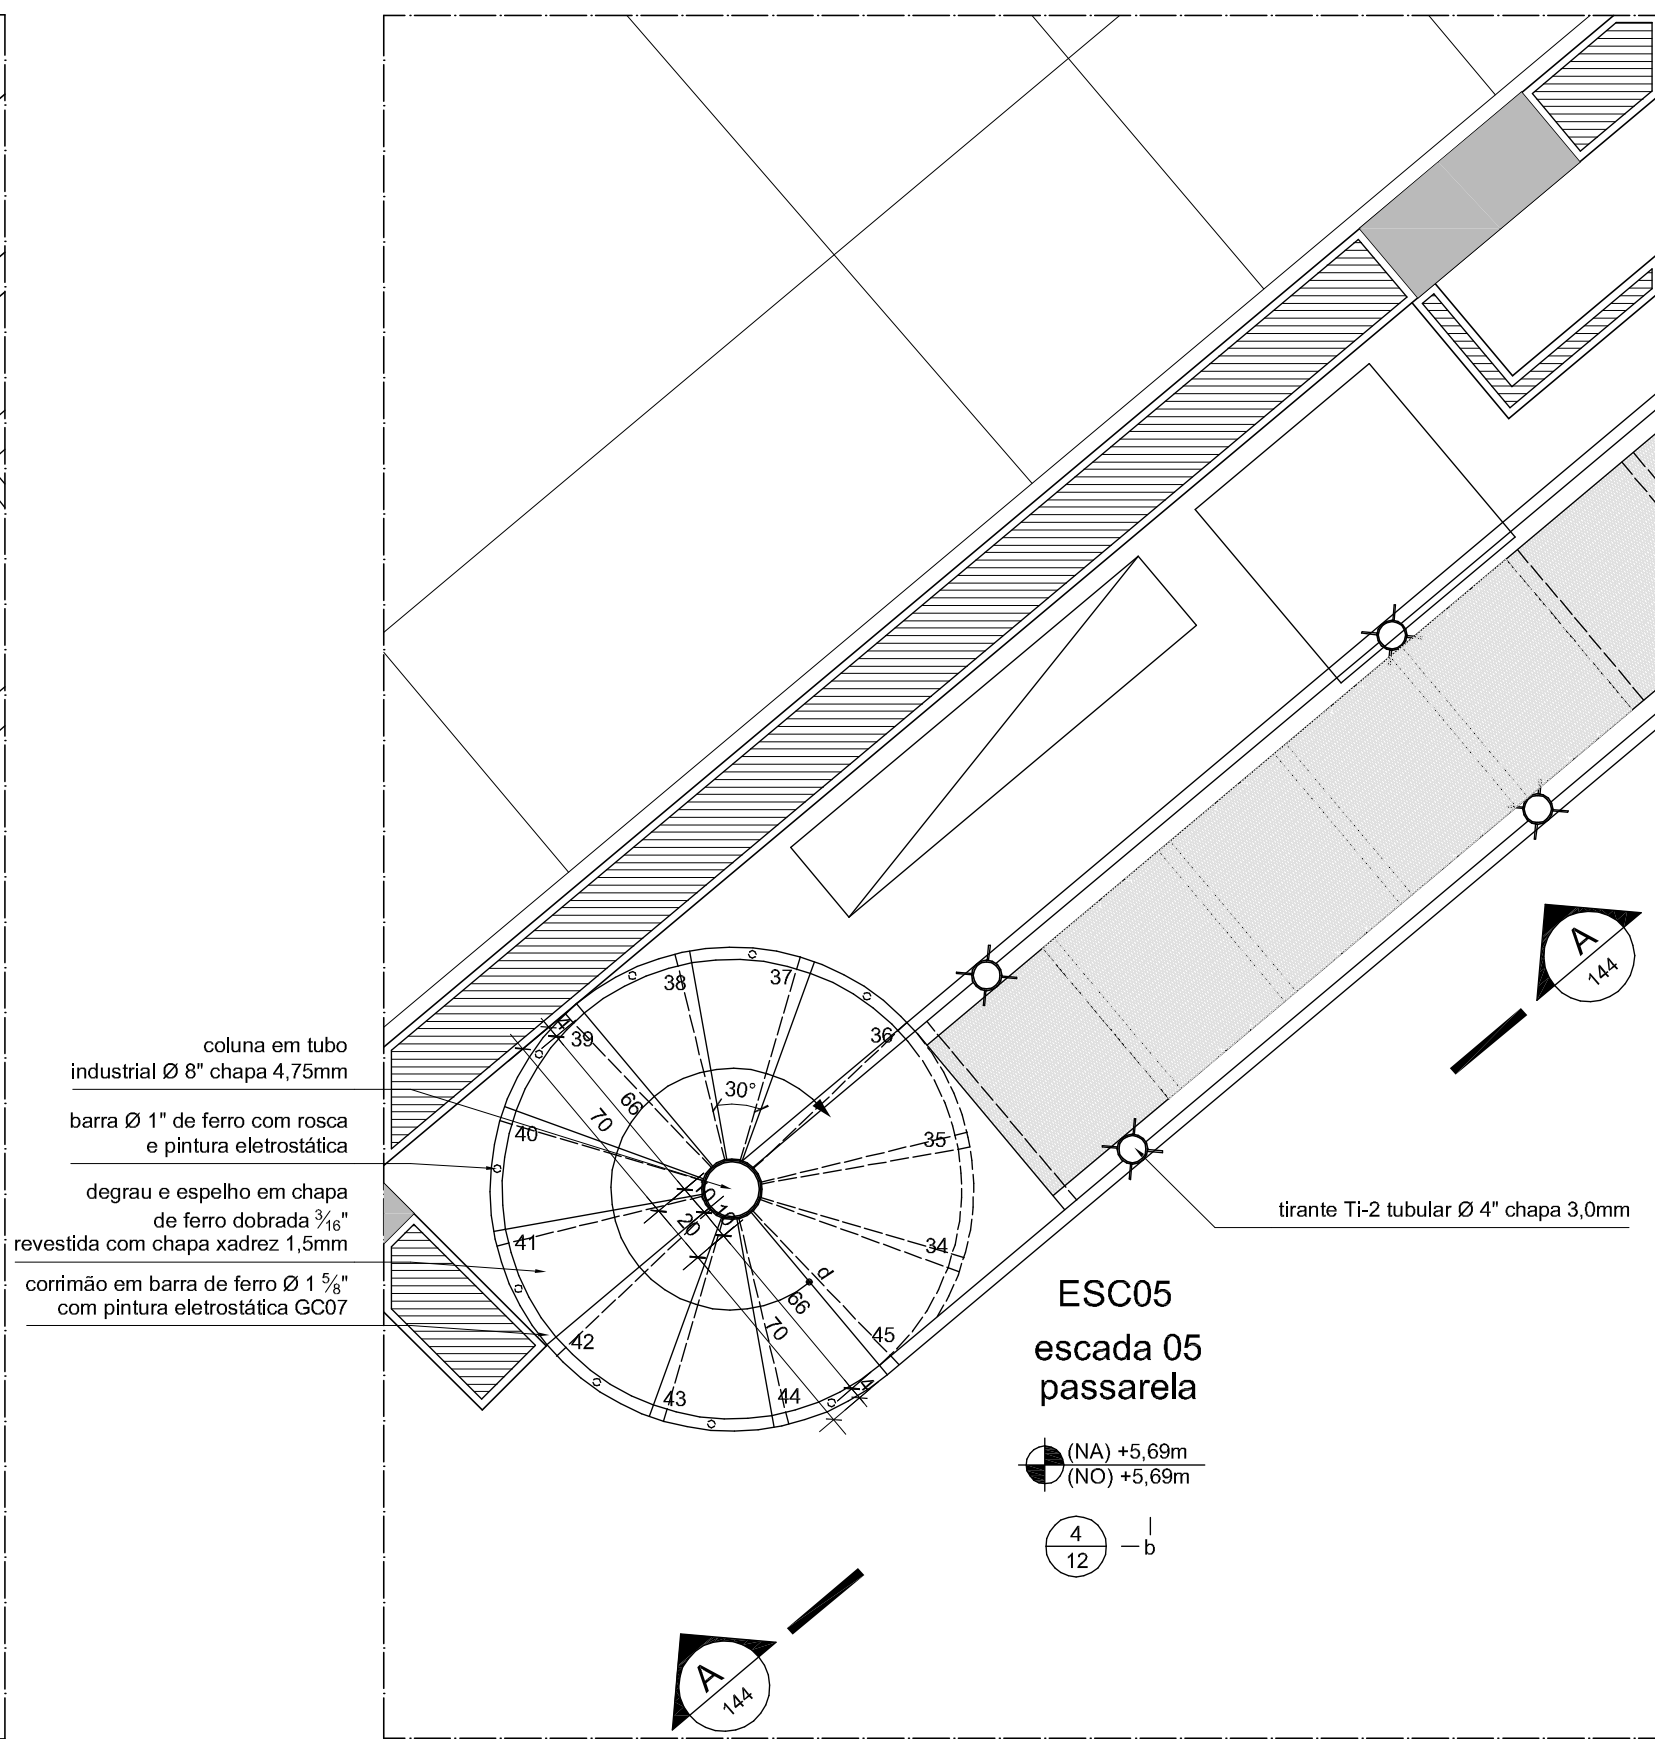 coluna em tubo
industrial Ø 8" chapa 4,75mm
barra Ø 1" de ferro com rosca
e pintura eletrostática
degrau e espelho em chapa
de ferro dobrada 3/16"
revestida com chapa xadrez 1,5mm
corrimão em barra de ferro Ø 1 5/8"
com pintura eletrostática GC07
38
37
4
39
36
30°
66
70
40
35
10
10
20
41
34
d
66
70
42
45
43
44
4
tirante Ti-2 tubular Ø 4" chapa 3,0mm
A
144
ESC05
escada 05
passarela
(NA) +5,69m
(NO) +5,69m
4
12
b
A
144